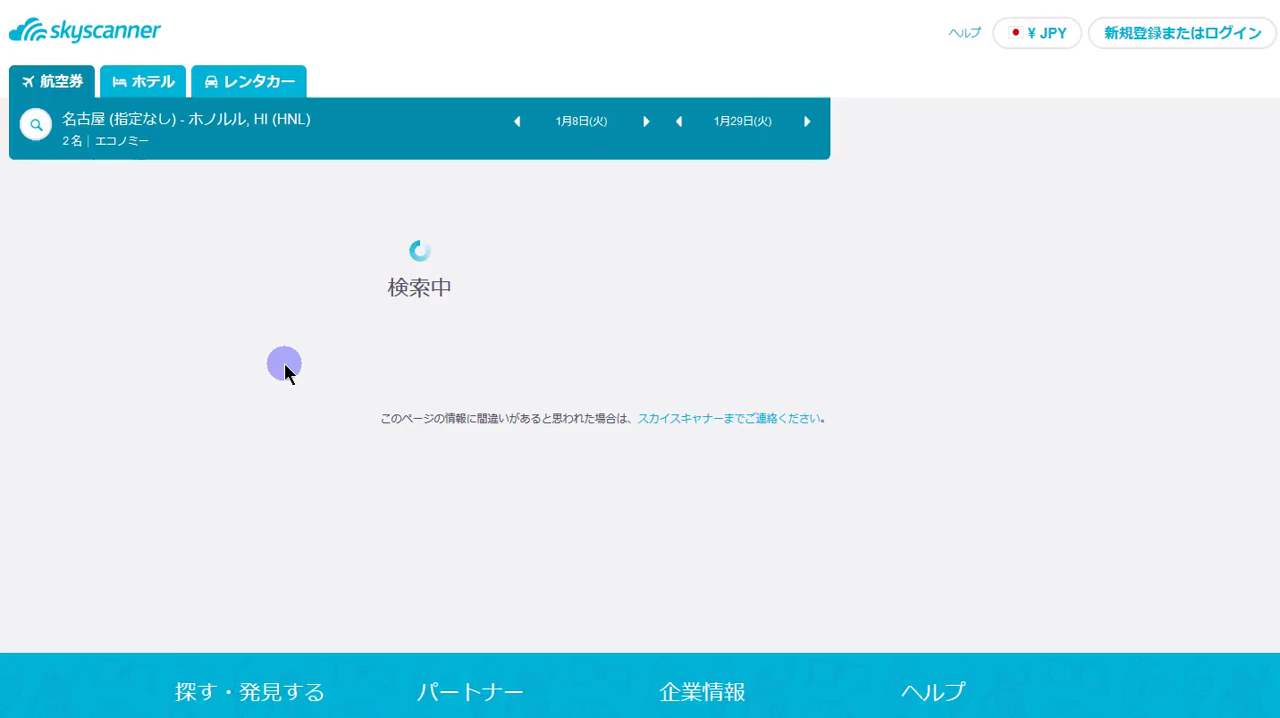 skyscanner
ヘルプ
¥ JPY
新規登録またはログイン
航空券
ホテル
レンタカー
名古屋 (指定なし) - ホノルル, HI (HNL)
1月8日(火)
1月29日(火)
2 名 | エコノミー
検索中
このページの情報に間違いがあると思われた場合は、スカイスキャナーまでご連絡ください。
探す・発見する
パートナー
企業情報
ヘルプ